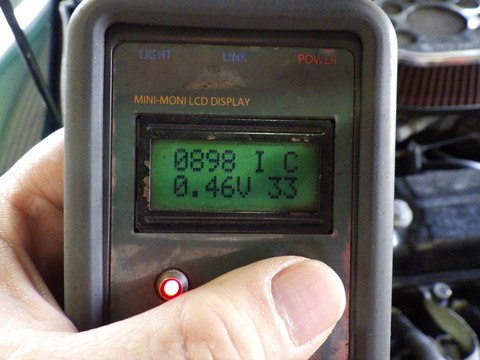 LIGHT LINK POWER
MINI-MONI LCD DISPLAY
0898 I C
0.46V 33